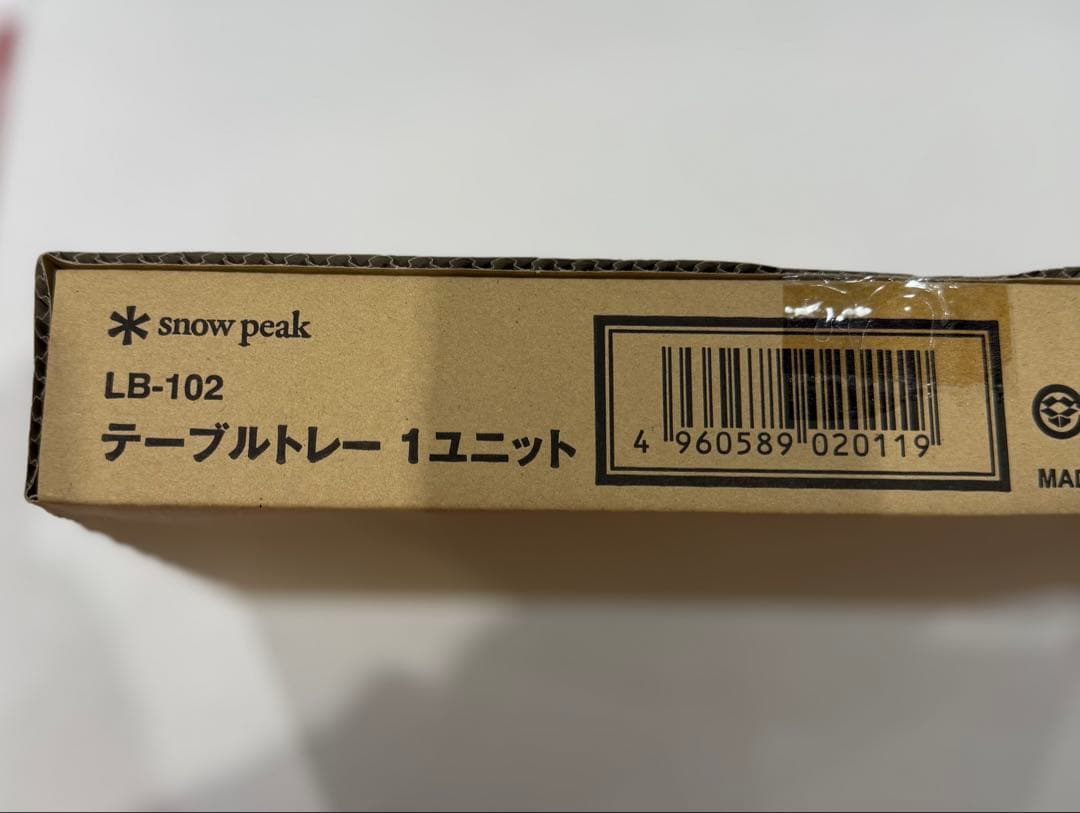 snow peak
LB-102
テーブルトレー 1ユニット
4 960589 020119